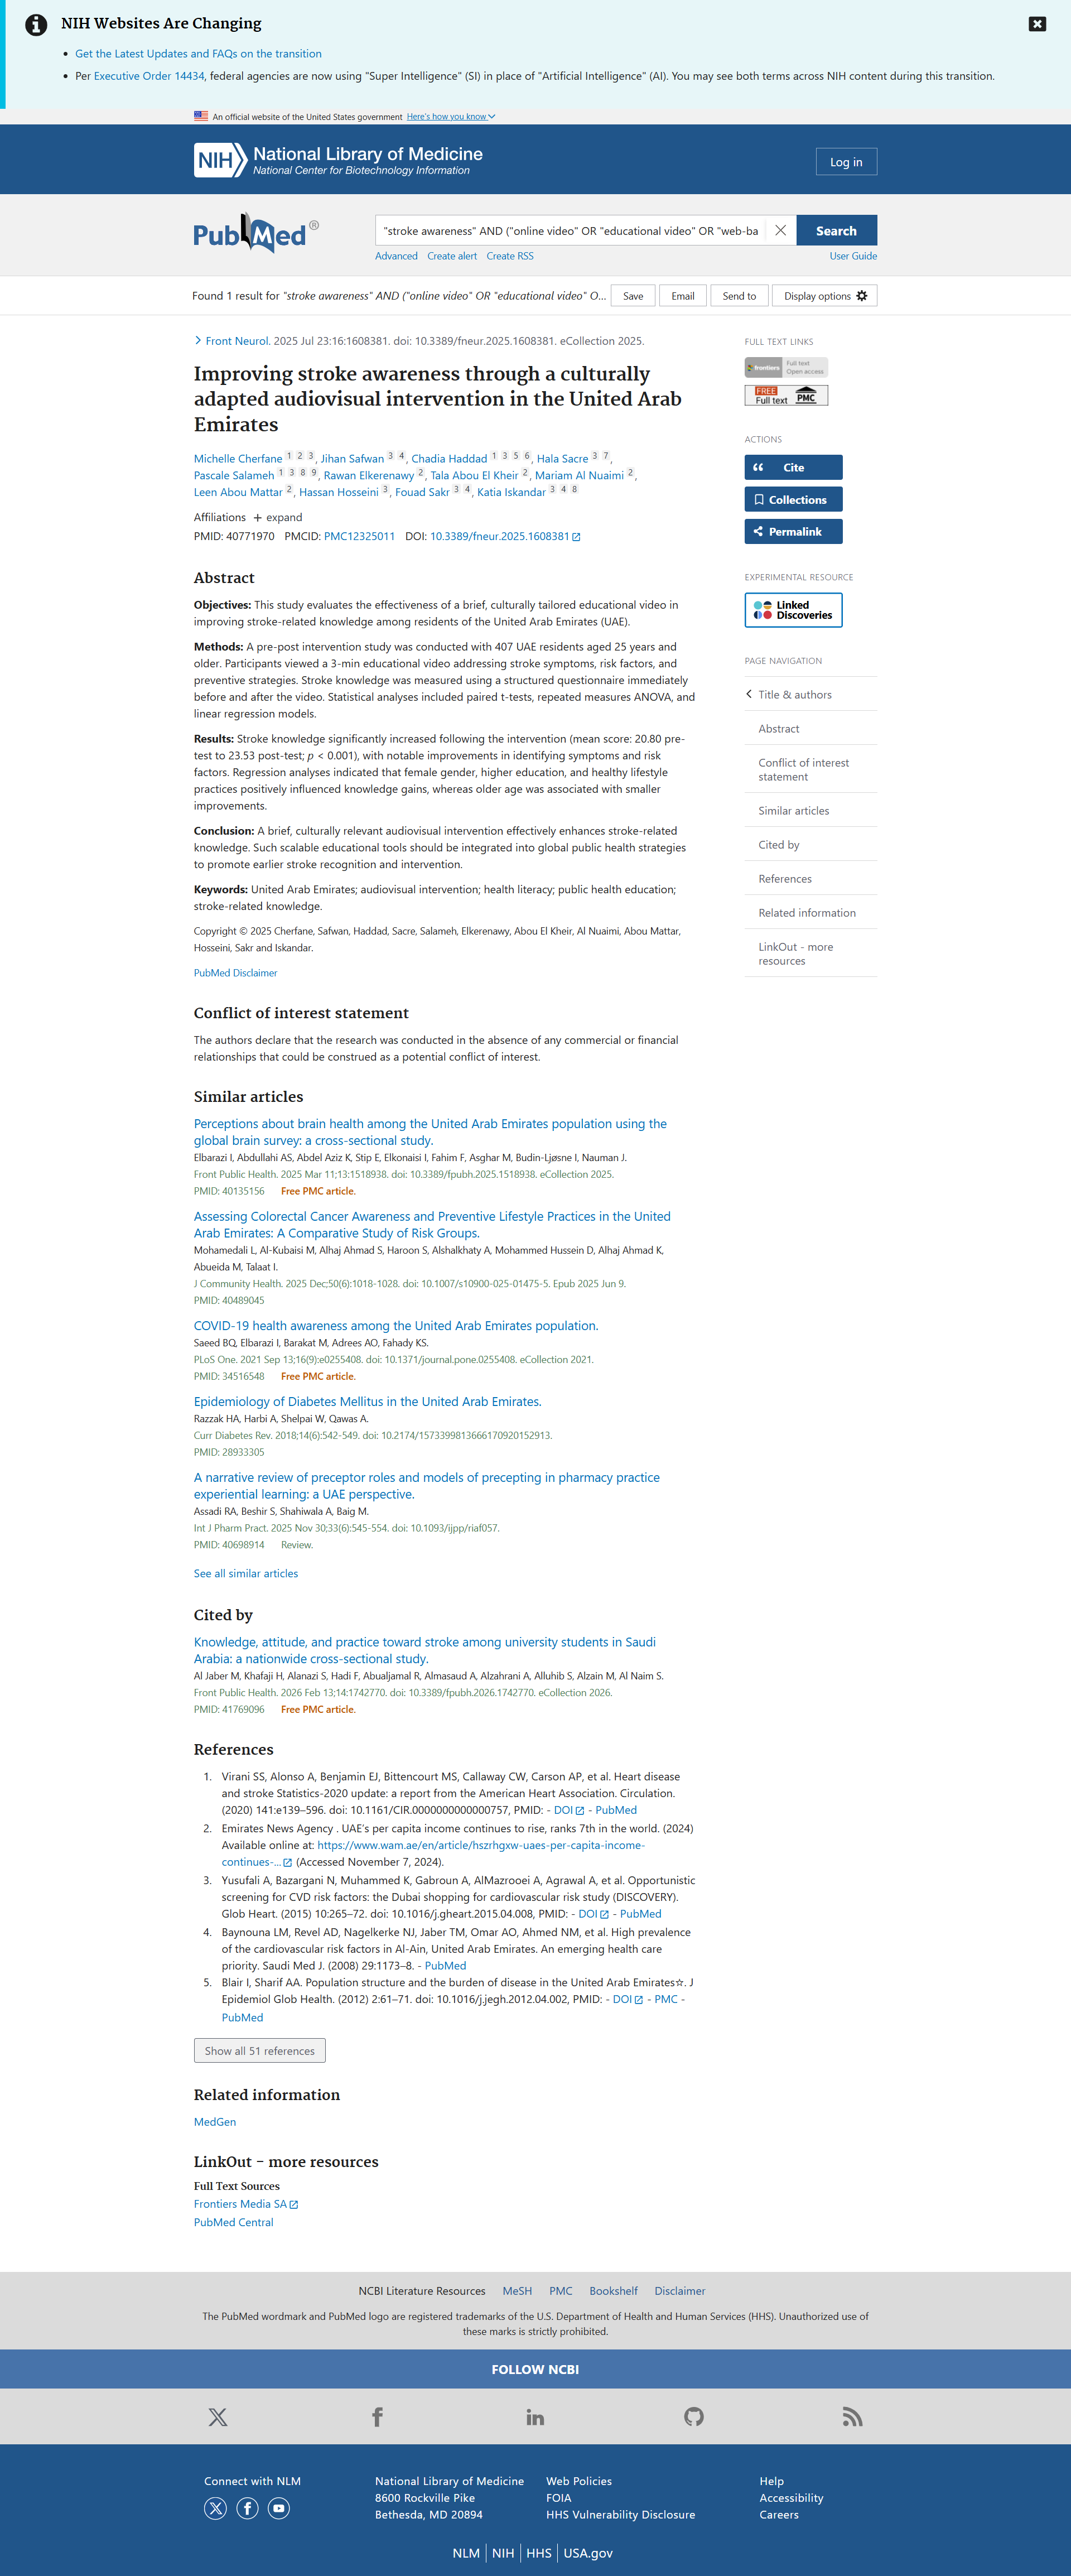 NIH Websites Are Changing
Get the Latest Updates and FAQs on the transition
Per Executive Order 14434, federal agencies are now using "Super Intelligence" (SI) in place of "Artificial Intelligence" (AI). You may see both terms across NIH content during this transition.
An official website of the United States government Here's how you know
NIH National Library of Medicine
National Center for Biotechnology Information
Log in
PubMed®
"stroke awareness" AND ("online video" OR "educational video" OR "web-ba
Search
Advanced Create alert Create RSS
User Guide
Found 1 result for "stroke awareness" AND ("online video" OR "educational video" O...
Save
Email
Send to
Display options
Front Neurol. 2025 Jul 23:16:1608381. doi: 10.3389/fneur.2025.1608381. eCollection 2025.
Improving stroke awareness through a culturally
adapted audiovisual intervention in the United Arab
Emirates
Michelle Cherfane 1 2 3, Jihan Safwan 3 4, Chadia Haddad 1 3 5 6, Hala Sacre 3 7,
Pascale Salameh 1 3 8 9, Rawan Elkerenawy 2, Tala Abou El Kheir 2, Mariam Al Nuaimi 2,
Leen Abou Mattar 2, Hassan Hosseini 3, Fouad Sakr 3 4, Katia Iskandar 3 4 8
Affiliations + expand
PMID: 40771970 PMCID: PMC12325011 DOI: 10.3389/fneur.2025.1608381
Abstract
Objectives: This study evaluates the effectiveness of a brief, culturally tailored educational video in
improving stroke-related knowledge among residents of the United Arab Emirates (UAE).
Methods: A pre-post intervention study was conducted with 407 UAE residents aged 25 years and
older. Participants viewed a 3-min educational video addressing stroke symptoms, risk factors, and
preventive strategies. Stroke knowledge was measured using a structured questionnaire immediately
before and after the video. Statistical analyses included paired t-tests, repeated measures ANOVA, and
linear regression models.
Results: Stroke knowledge significantly increased following the intervention (mean score: 20.80 pre-
test to 23.53 post-test; p < 0.001), with notable improvements in identifying symptoms and risk
factors. Regression analyses indicated that female gender, higher education, and healthy lifestyle
practices positively influenced knowledge gains, whereas older age was associated with smaller
improvements.
Conclusion: A brief, culturally relevant audiovisual intervention effectively enhances stroke-related
knowledge. Such scalable educational tools should be integrated into global public health strategies
to promote earlier stroke recognition and intervention.
Keywords: United Arab Emirates; audiovisual intervention; health literacy; public health education;
stroke-related knowledge.
Copyright © 2025 Cherfane, Safwan, Haddad, Sacre, Salameh, Elkerenawy, Abou El Kheir, Al Nuaimi, Abou Mattar,
Hosseini, Sakr and Iskandar.
PubMed Disclaimer
Conflict of interest statement
The authors declare that the research was conducted in the absence of any commercial or financial
relationships that could be construed as a potential conflict of interest.
Similar articles
Perceptions about brain health among the United Arab Emirates population using the
global brain survey: a cross-sectional study.
Elbarazi I, Abdullahi AS, Abdel Aziz K, Stip E, Elkonaisi I, Fahim F, Asghar M, Budin-Ljøsne I, Nauman J.
Front Public Health. 2025 Mar 11;13:1518938. doi: 10.3389/fpubh.2025.1518938. eCollection 2025.
PMID: 40135156 Free PMC article.
Assessing Colorectal Cancer Awareness and Preventive Lifestyle Practices in the United
Arab Emirates: A Comparative Study of Risk Groups.
Mohamedali L, Al-Kubaisi M, Alhaj Ahmad S, Haroon S, Alshalkhaty A, Mohammed Hussein D, Alhaj Ahmad K,
Abueida M, Talaat I.
J Community Health. 2025 Dec;50(6):1018-1028. doi: 10.1007/s10900-025-01475-5. Epub 2025 Jun 9.
PMID: 40489045
COVID-19 health awareness among the United Arab Emirates population.
Saeed BQ, Elbarazi I, Barakat M, Adrees AO, Fahady KS.
PLoS One. 2021 Sep 13;16(9):e0255408. doi: 10.1371/journal.pone.0255408. eCollection 2021.
PMID: 34516548 Free PMC article.
Epidemiology of Diabetes Mellitus in the United Arab Emirates.
Razzak HA, Harbi A, Shelpai W, Qawas A.
Curr Diabetes Rev. 2018;14(6):542-549. doi: 10.2174/1573399813666170920152913.
PMID: 28933305
A narrative review of preceptor roles and models of precepting in pharmacy practice
experiential learning: a UAE perspective.
Assadi RA, Beshir S, Shahiwala A, Baig M.
Int J Pharm Pract. 2025 Nov 30;33(6):545-554. doi: 10.1093/ijpp/riaf057.
PMID: 40698914 Review.
See all similar articles
Cited by
Knowledge, attitude, and practice toward stroke among university students in Saudi
Arabia: a nationwide cross-sectional study.
Al Jaber M, Khafaji H, Alanazi S, Hadi F, Abualjamal R, Almasaud A, Alzahrani A, Alluhib S, Alzain M, Al Naim S.
Front Public Health. 2026 Feb 13;14:1742770. doi: 10.3389/fpubh.2026.1742770. eCollection 2026.
PMID: 41769096 Free PMC article.
References
1. Virani SS, Alonso A, Benjamin EJ, Bittencourt MS, Callaway CW, Carson AP, et al. Heart disease
and stroke Statistics-2020 update: a report from the American Heart Association. Circulation.
(2020) 141:e139–596. doi: 10.1161/CIR.0000000000000757, PMID: - DOI - PubMed
2. Emirates News Agency . UAE's per capita income continues to rise, ranks 7th in the world. (2024)
Available online at: https://www.wam.ae/en/article/hszrhgxw-uaes-per-capita-income-
continues-... (Accessed November 7, 2024).
3. Yusufali A, Bazargani N, Muhammed K, Gabroun A, AlMazrooei A, Agrawal A, et al. Opportunistic
screening for CVD risk factors: the Dubai shopping for cardiovascular risk study (DISCOVERY).
Glob Heart. (2015) 10:265–72. doi: 10.1016/j.gheart.2015.04.008, PMID: - DOI - PubMed
4. Baynouna LM, Revel AD, Nagelkerke NJ, Jaber TM, Omar AO, Ahmed NM, et al. High prevalence
of the cardiovascular risk factors in Al-Ain, United Arab Emirates. An emerging health care
priority. Saudi Med J. (2008) 29:1173–8. - PubMed
5. Blair I, Sharif AA. Population structure and the burden of disease in the United Arab Emirates☆. J
Epidemiol Glob Health. (2012) 2:61–71. doi: 10.1016/j.jegh.2012.04.002, PMID: - DOI - PMC -
PubMed
Show all 51 references
Related information
MedGen
LinkOut - more resources
Full Text Sources
Frontiers Media SA
PubMed Central
FULL TEXT LINKS
frontiers Full text Open access
FREE Full text PMC
ACTIONS
Cite
Collections
Permalink
EXPERIMENTAL RESOURCE
Linked
Discoveries
PAGE NAVIGATION
Title & authors
Abstract
Conflict of interest
statement
Similar articles
Cited by
References
Related information
LinkOut - more
resources
NCBI Literature Resources MeSH PMC Bookshelf Disclaimer
The PubMed wordmark and PubMed logo are registered trademarks of the U.S. Department of Health and Human Services (HHS). Unauthorized use of
these marks is strictly prohibited.
FOLLOW NCBI
Connect with NLM
National Library of Medicine
8600 Rockville Pike
Bethesda, MD 20894
Web Policies
FOIA
HHS Vulnerability Disclosure
Help
Accessibility
Careers
NLM NIH HHS USA.gov